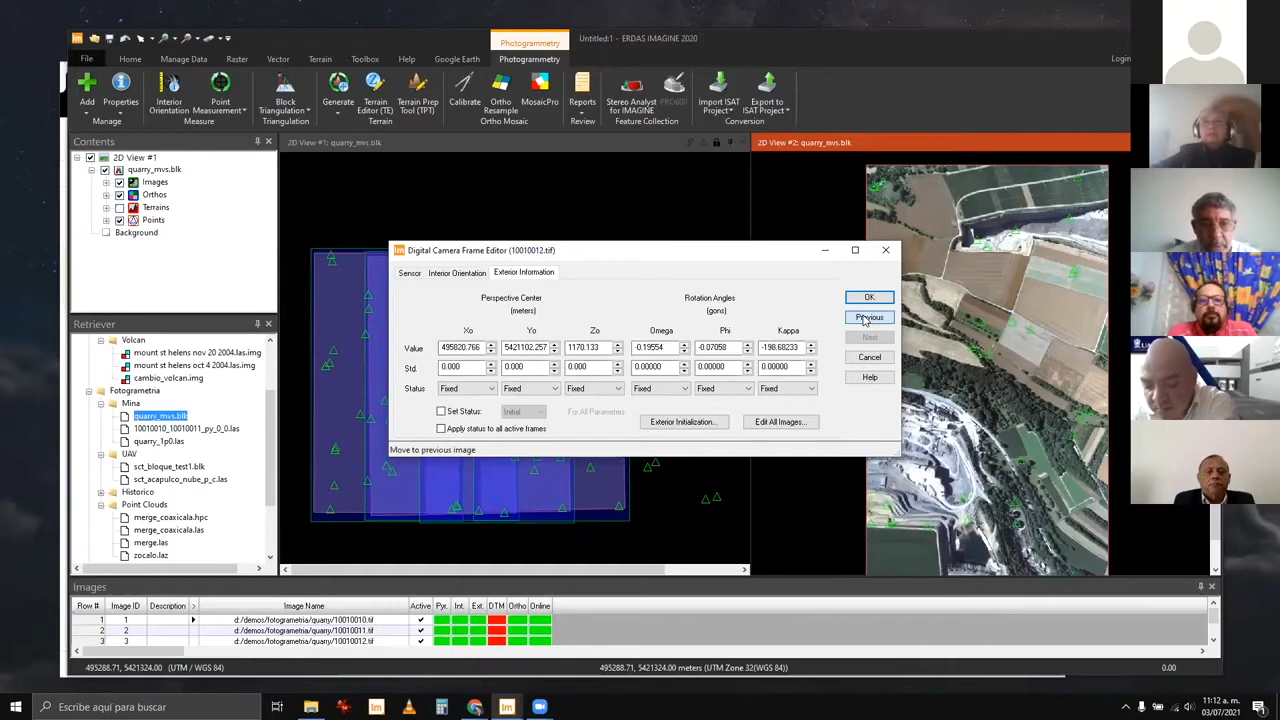 Photogrammetry
Untitled:1 - ERDAS IMAGINE 2020
File Home Manage Data Raster Vector Terrain Toolbox Help Google Earth Photogrammetry Login
Add Properties Interior Orientation Point Measurement Block Triangulation Generate Terrain Editor (TE) Terrain Prep Tool (TPT) Calibrate Ortho Resample MosaicPro Reports Stereo Analyst for IMAGINE PRO600 Import ISAT Project Export to ISAT Project
Manage Measure Triangulation Terrain Ortho Mosaic Review Feature Collection Conversion
Contents
2D View #1
quarry_mvs.blk
Images
Orthos
Terrains
Points
Background
2D View #1: quarry_mvs.blk
2D View #2: quarry_mvs.blk
Retriever
Volcan
mount st helens nov 20 2004.img
mount st helens oct 4 2004.img
cambio_volcan.img
Fotogrametria
Mina
quarry_mvs.blk
10010010_10010011_py_0_0.las
quarry_1p0.las
UAV
sct_bloque_test1.blk
sct_acapulco_nube_p_c.las
Historico
Point Clouds
merge_coaxicala.hpc
merge_coaxicala.las
merge.las
zocalo.laz
Digital Camera Frame Editor (10010012.tif)
Sensor Interior Orientation Exterior Information
Perspective Center Rotation Angles
(meters) (gons)
Xo Yo Zo Omega Phi Kappa
Value 495820.766 5421102.257 1170.133 -0.19554 -0.07058 -198.68233
Std. 0.000 0.000 0.000 0.00000 0.00000 0.00000
Status Fixed Fixed Fixed Fixed Fixed Fixed
Set Status: Initial For All Parameters Exterior Initialization... Edit All Images...
Apply status to all active frames
OK
Previous
Next
Cancel
Help
Move to previous image
Images
Row # Image ID Description > Image Name Active Pyr. Int. Ext. DTM Ortho Online
1 1 d:/demos/fotogrametria/quarry/10010010.tif
2 2 d:/demos/fotogrametria/quarry/10010011.tif
3 3 d:/demos/fotogrametria/quarry/10010012.tif
495288.71, 5421324.00 (UTM / WGS 84) 495288.71, 5421324.00 meters (UTM Zone 32(WGS 84)) 0.00
Escribe aquí para buscar
11:12 a. m.
03/07/2021